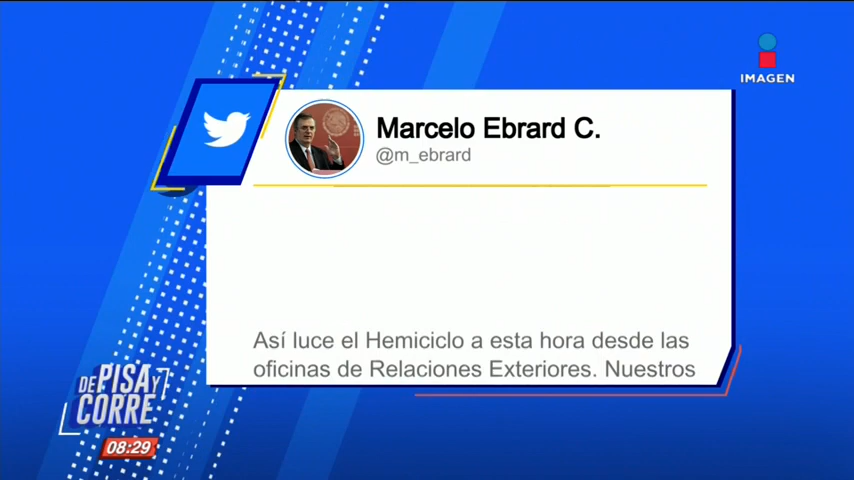 IMAGEN
Marcelo Ebrard C.
@m_ebrard
Así luce el Hemiciclo a esta hora desde las
oficinas de Relaciones Exteriores. Nuestros
DE PISA Y
CORRE
08:29